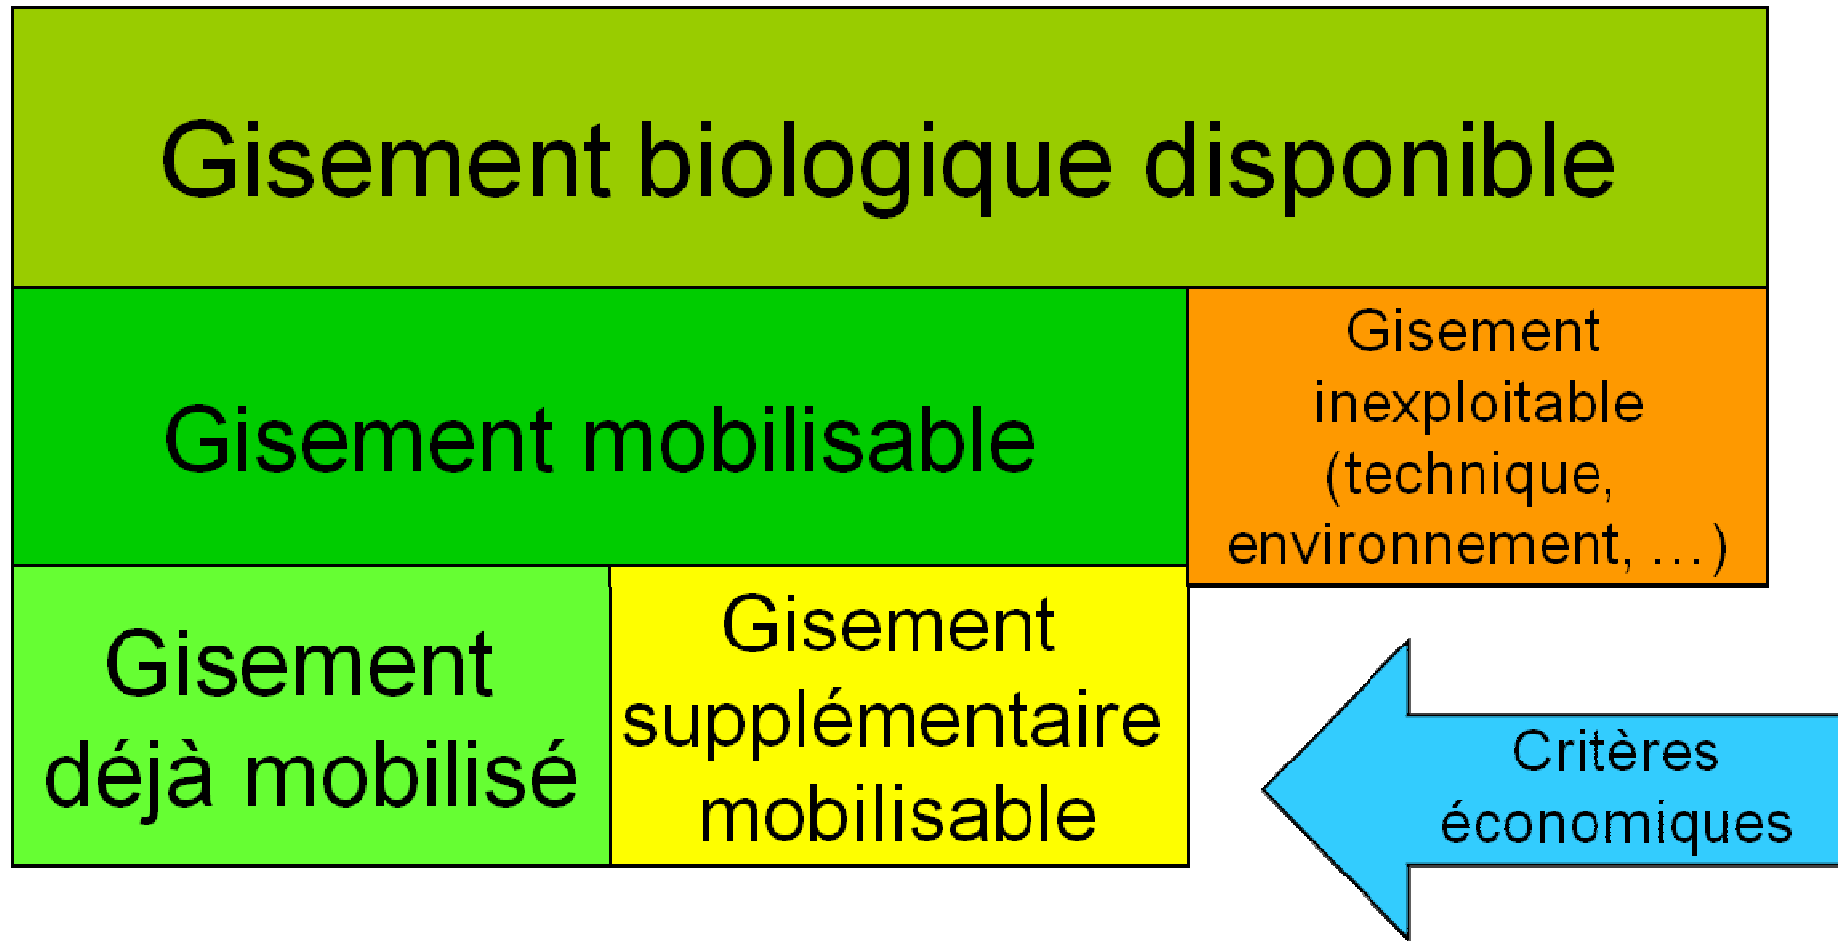 Gisement biologique disponible
Gisement mobilisable
Gisement
inexploitable
(technique,
environnement, ...)
Gisement
déjà mobilisé
Gisement
supplémentaire
mobilisable
Critères
économiques